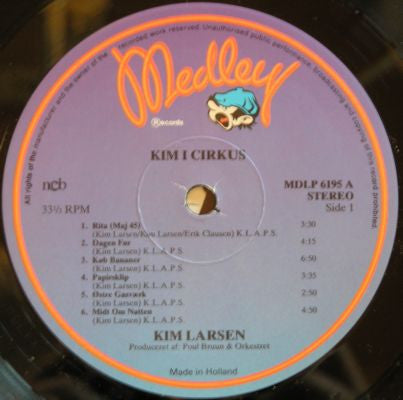 All rights of the manufacturer and the owner of the recorded work reserved. Unauthorised public performance, broadcasting and copying of this record prohibited.
Medley
Records
KIM I CIRKUS
ncb
MDLP 6195 A
STEREO
33⅓ RPM
Side 1
1. Rita (Maj 45) 3:30
(Kim Larsen/Kim Larsen/Erik Clausen) K.L.A.P.S.
2. Dagen Før 4:15
(Kim Larsen) K.L.A.P.S.
3. Køb Bananer 6:50
(Kim Larsen) K.L.A.P.S.
4. Papirsklip 3:35
(Kim Larsen) K.L.A.P.S.
5. Østre Gasværk 2:50
(Kim Larsen) K.L.A.P.S.
6. Midt Om Natten 4:50
(Kim Larsen) K.L.A.P.S.
KIM LARSEN
Produceret af: Poul Bruun & Orkestret
Made in Holland